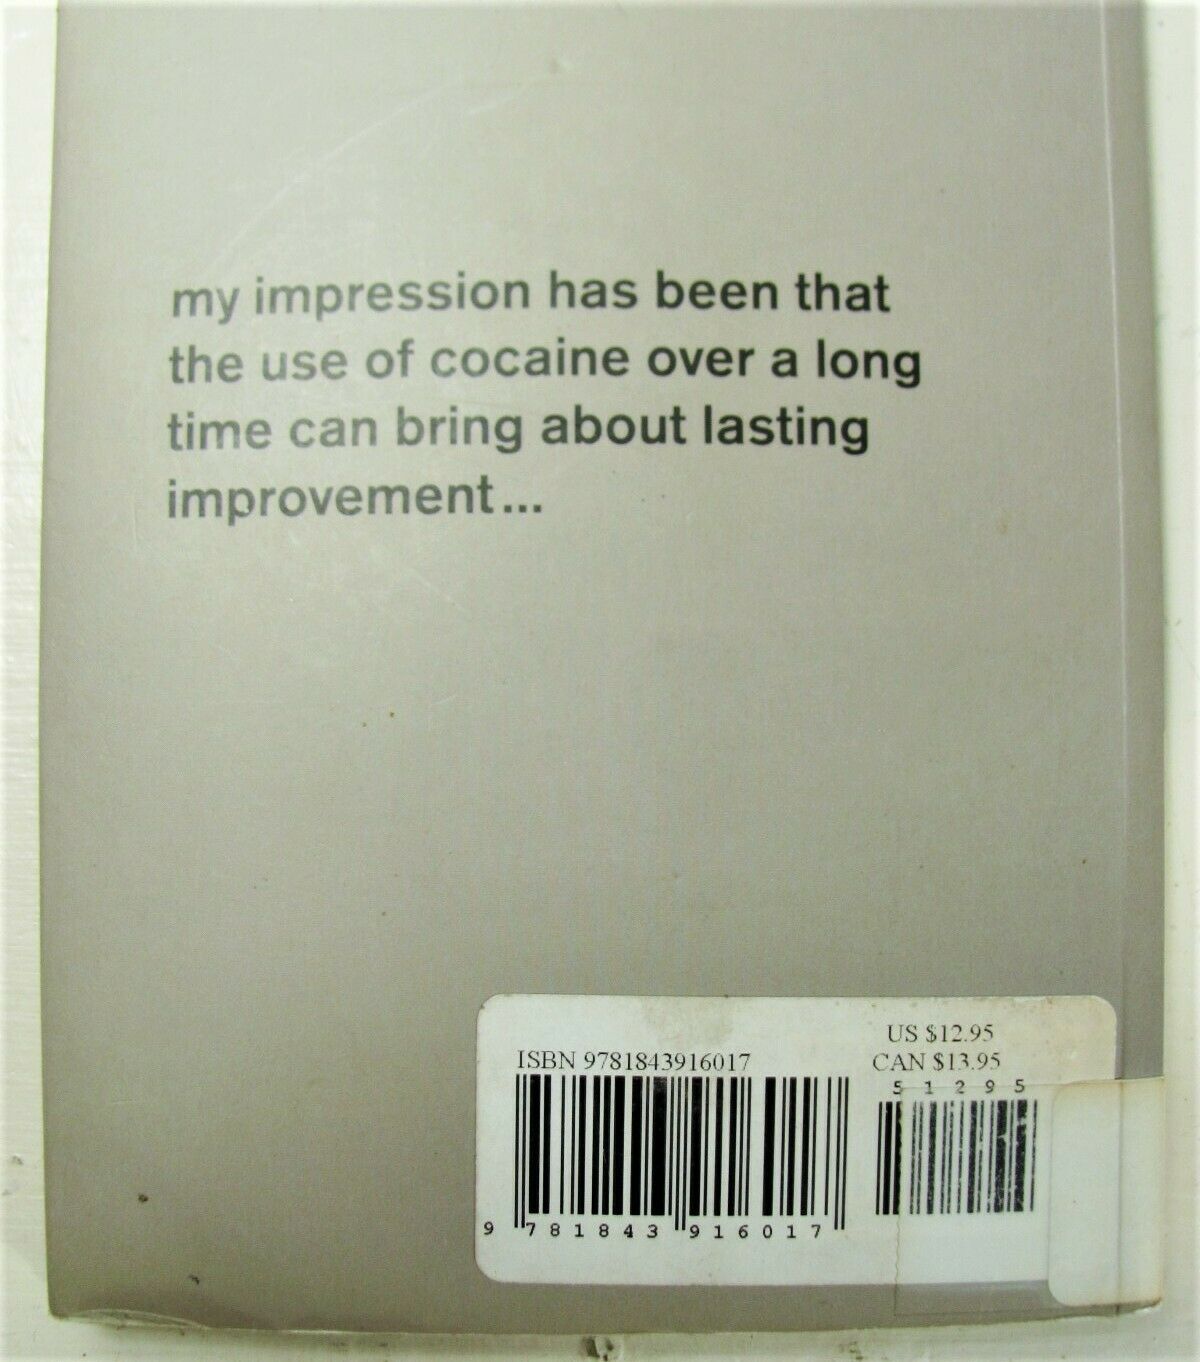 my impression has been that
the use of cocaine over a long
time can bring about lasting
improvement...
US $12.95
ISBN 9781843916017
CAN $13.95
5 1 2 9 5
9 781843 916017